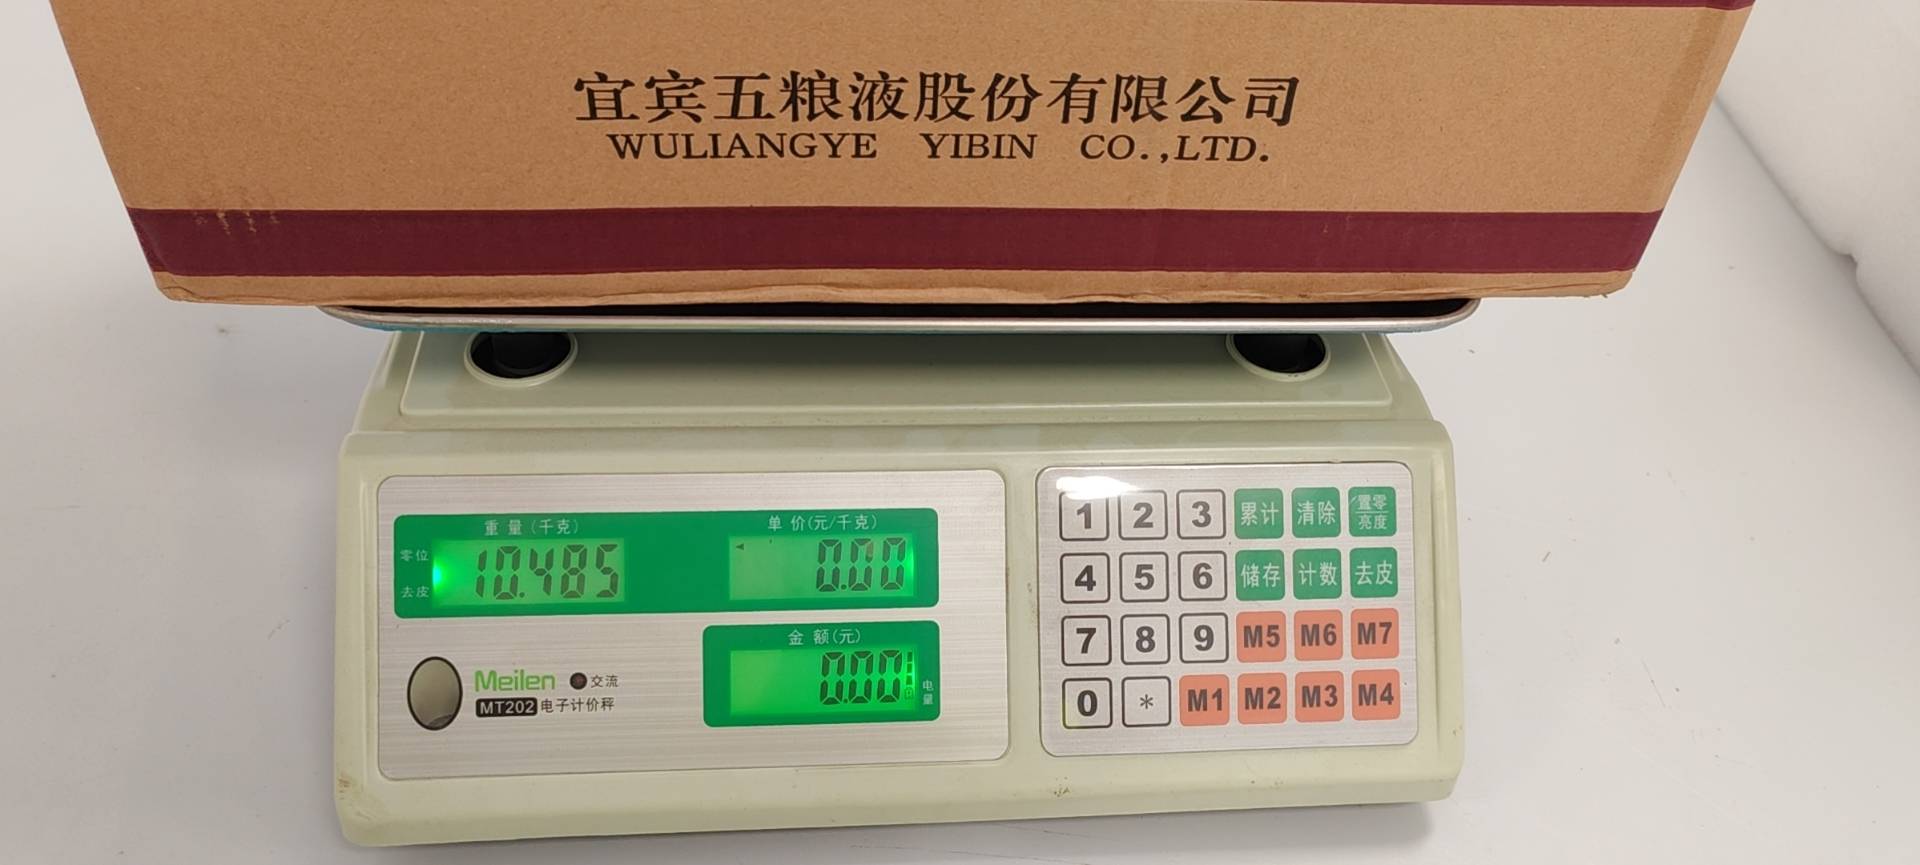 宜宾五粮液股份有限公司
WULIANGYE YIBIN CO.,LTD.
重量(千克)
单价(元/千克)
零位
去皮
10.485
0.00
金额(元)
0.00
电量
Meilen 交流
MT202 电子计价秤
1 2 3 累计 清除 置零/亮度
4 5 6 储存 计数 去皮
7 8 9 M5 M6 M7
0 * M1 M2 M3 M4